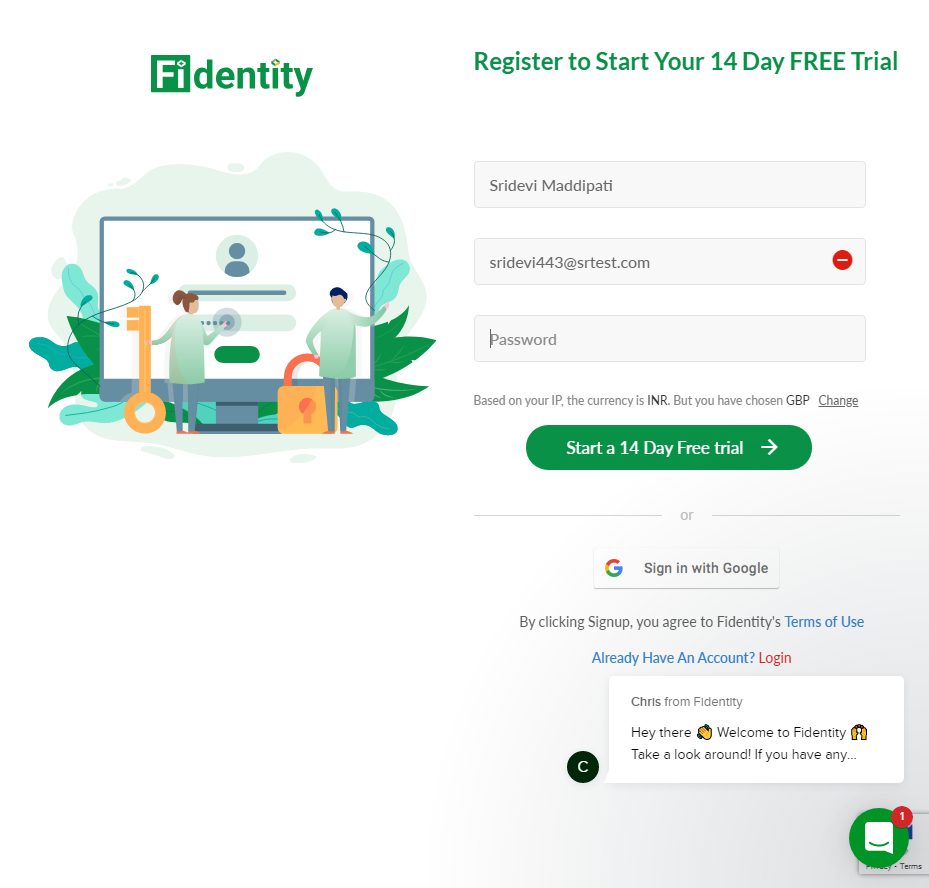 Fidentity
Register to Start Your 14 Day FREE Trial
Sridevi Maddipati
sridevi443@srtest.com
Password
Based on your IP, the currency is INR. But you have chosen GBP Change
Start a 14 Day Free trial
or
Sign in with Google
By clicking Signup, you agree to Fidentity's Terms of Use
Already Have An Account? Login
Chris from Fidentity
Hey there 👋 Welcome to Fidentity 🙌
Take a look around! If you have any...
C
1
Privacy - Terms